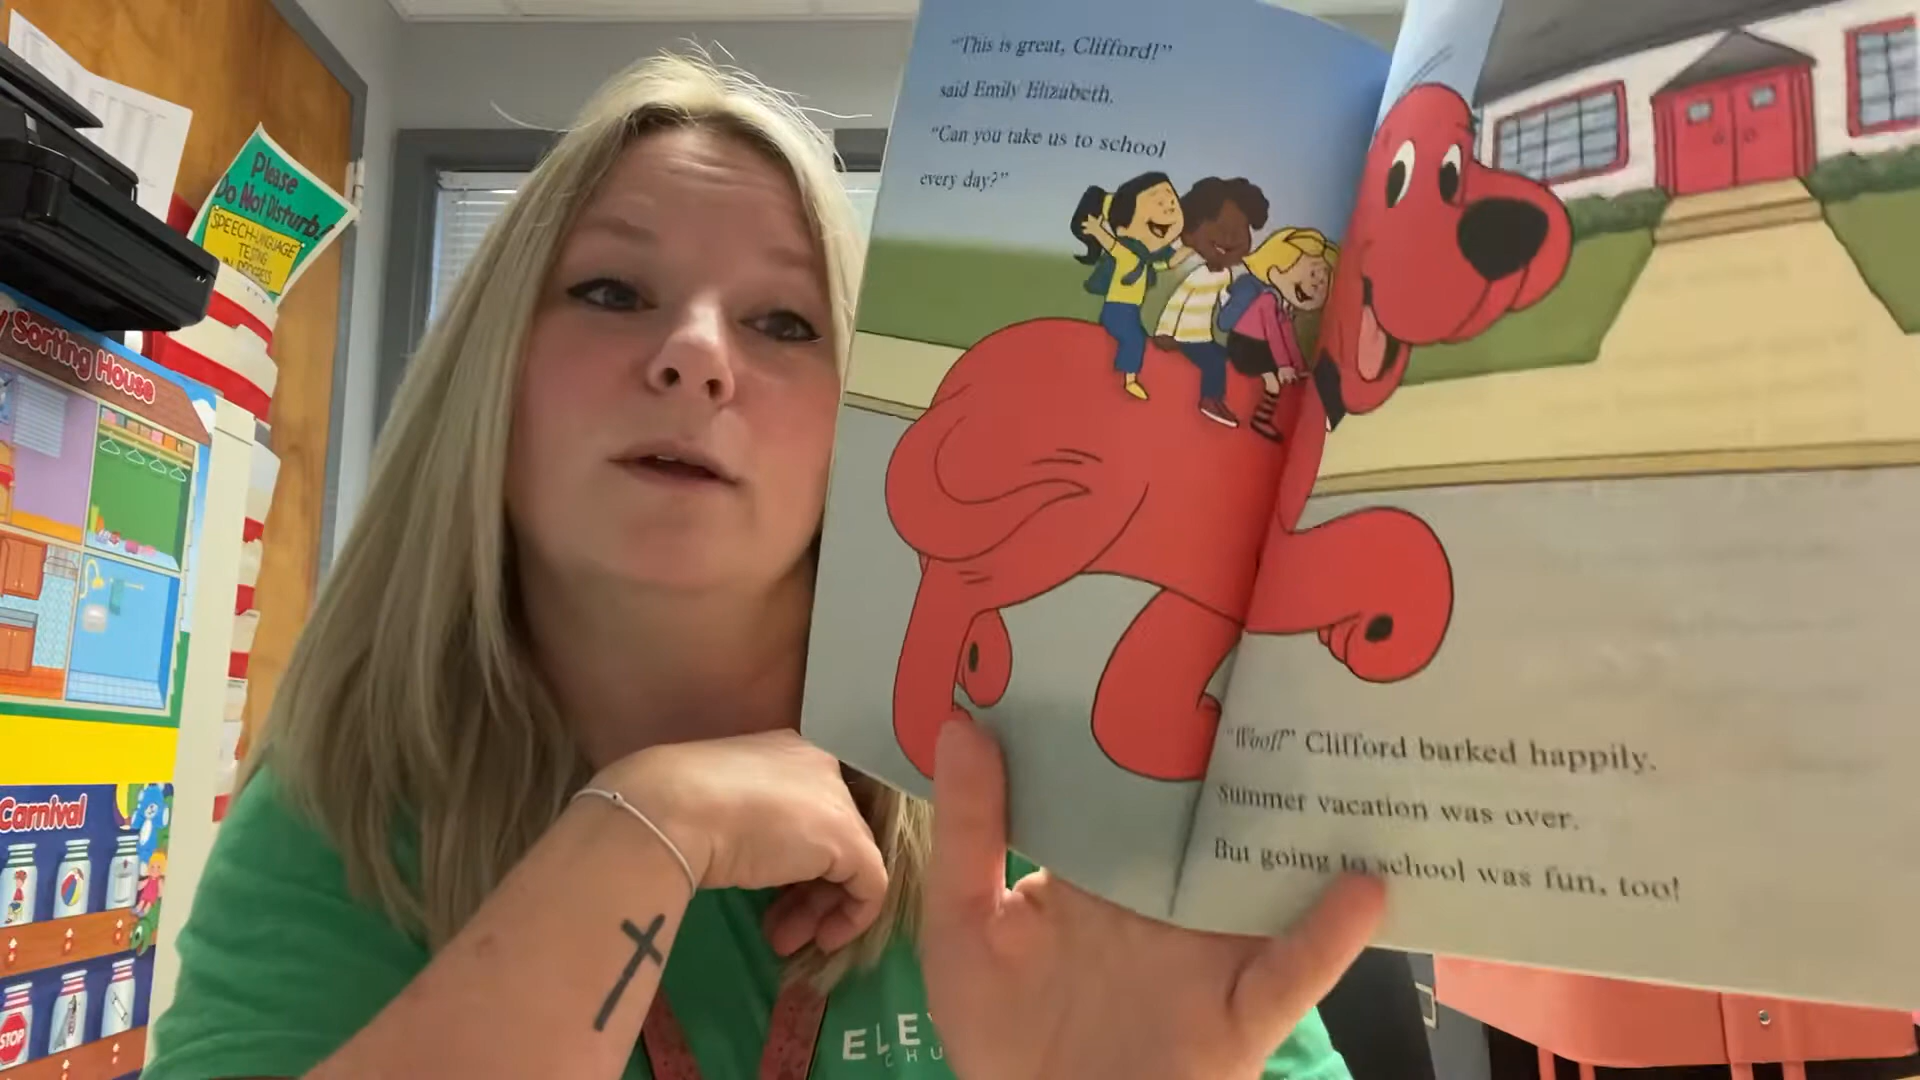 Please
Do Not Disturb!
SPEECH-LANGUAGE
TESTING
IN PROGRESS
Sorting House
Carnival
STOP
"This is great, Clifford!"
said Emily Elizabeth.
"Can you take us to school
every day?"
"Woof!" Clifford barked happily.
Summer vacation was over.
But going to school was fun, too!